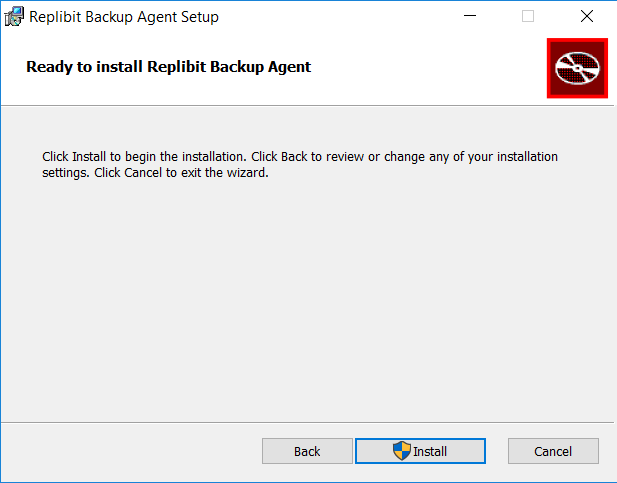 Replibit Backup Agent Setup
Ready to install Replibit Backup Agent
Click Install to begin the installation. Click Back to review or change any of your installation
settings. Click Cancel to exit the wizard.
Back
Install
Cancel